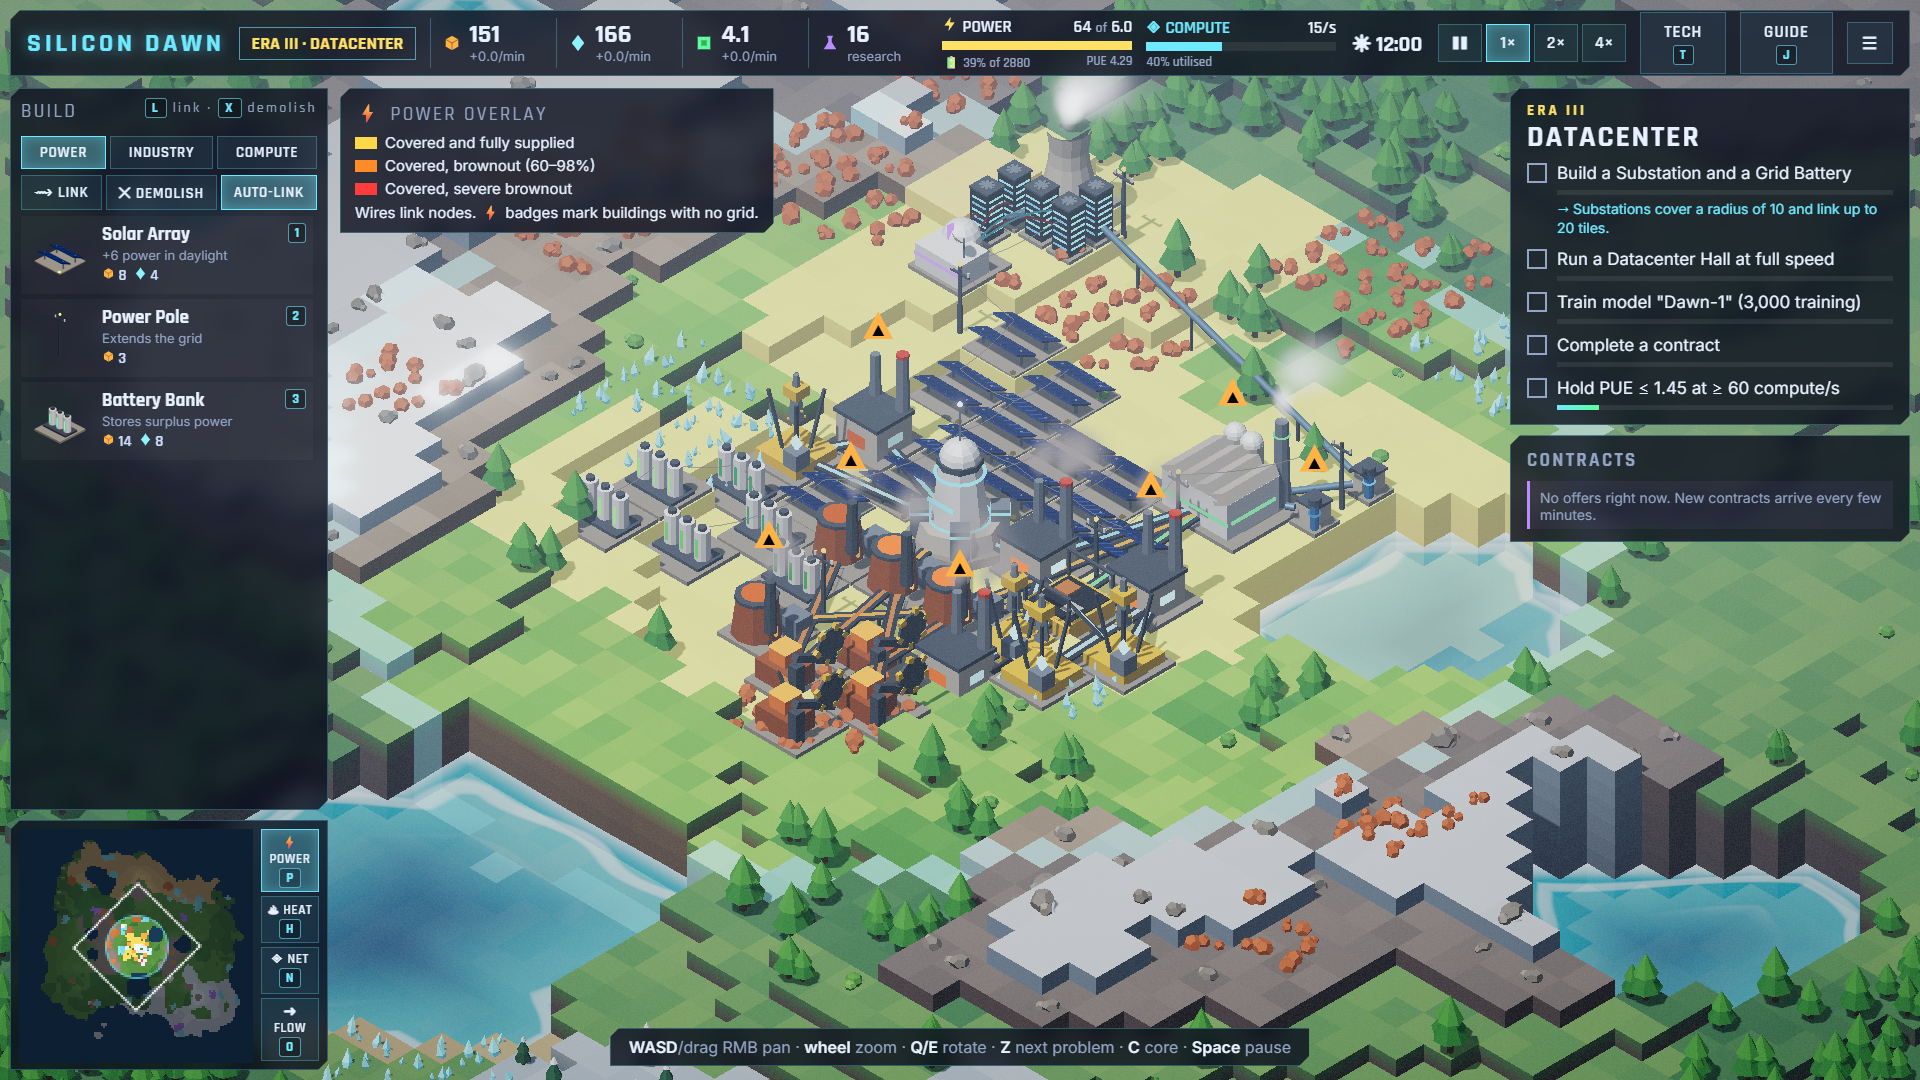 SILICON DAWN
ERA III · DATACENTER
151
+0.0/min
166
+0.0/min
4.1
+0.0/min
16
research
POWER
64 of 6.0
39% of 2880
PUE 4.29
COMPUTE
15/s
40% utilised
12:00
1×
2×
4×
TECH
T
GUIDE
J
BUILD
L link · X demolish
POWER
INDUSTRY
COMPUTE
LINK
DEMOLISH
AUTO-LINK
Solar Array
1
+6 power in daylight
8
4
Power Pole
2
Extends the grid
3
Battery Bank
3
Stores surplus power
14
8
POWER OVERLAY
Covered and fully supplied
Covered, brownout (60–98%)
Covered, severe brownout
Wires link nodes. badges mark buildings with no grid.
ERA III
DATACENTER
Build a Substation and a Grid Battery
→ Substations cover a radius of 10 and link up to
20 tiles.
Run a Datacenter Hall at full speed
Train model "Dawn-1" (3,000 training)
Complete a contract
Hold PUE ≤ 1.45 at ≥ 60 compute/s
CONTRACTS
No offers right now. New contracts arrive every few
minutes.
POWER
P
HEAT
H
NET
N
FLOW
O
WASD/drag RMB pan · wheel zoom · Q/E rotate · Z next problem · C core · Space pause